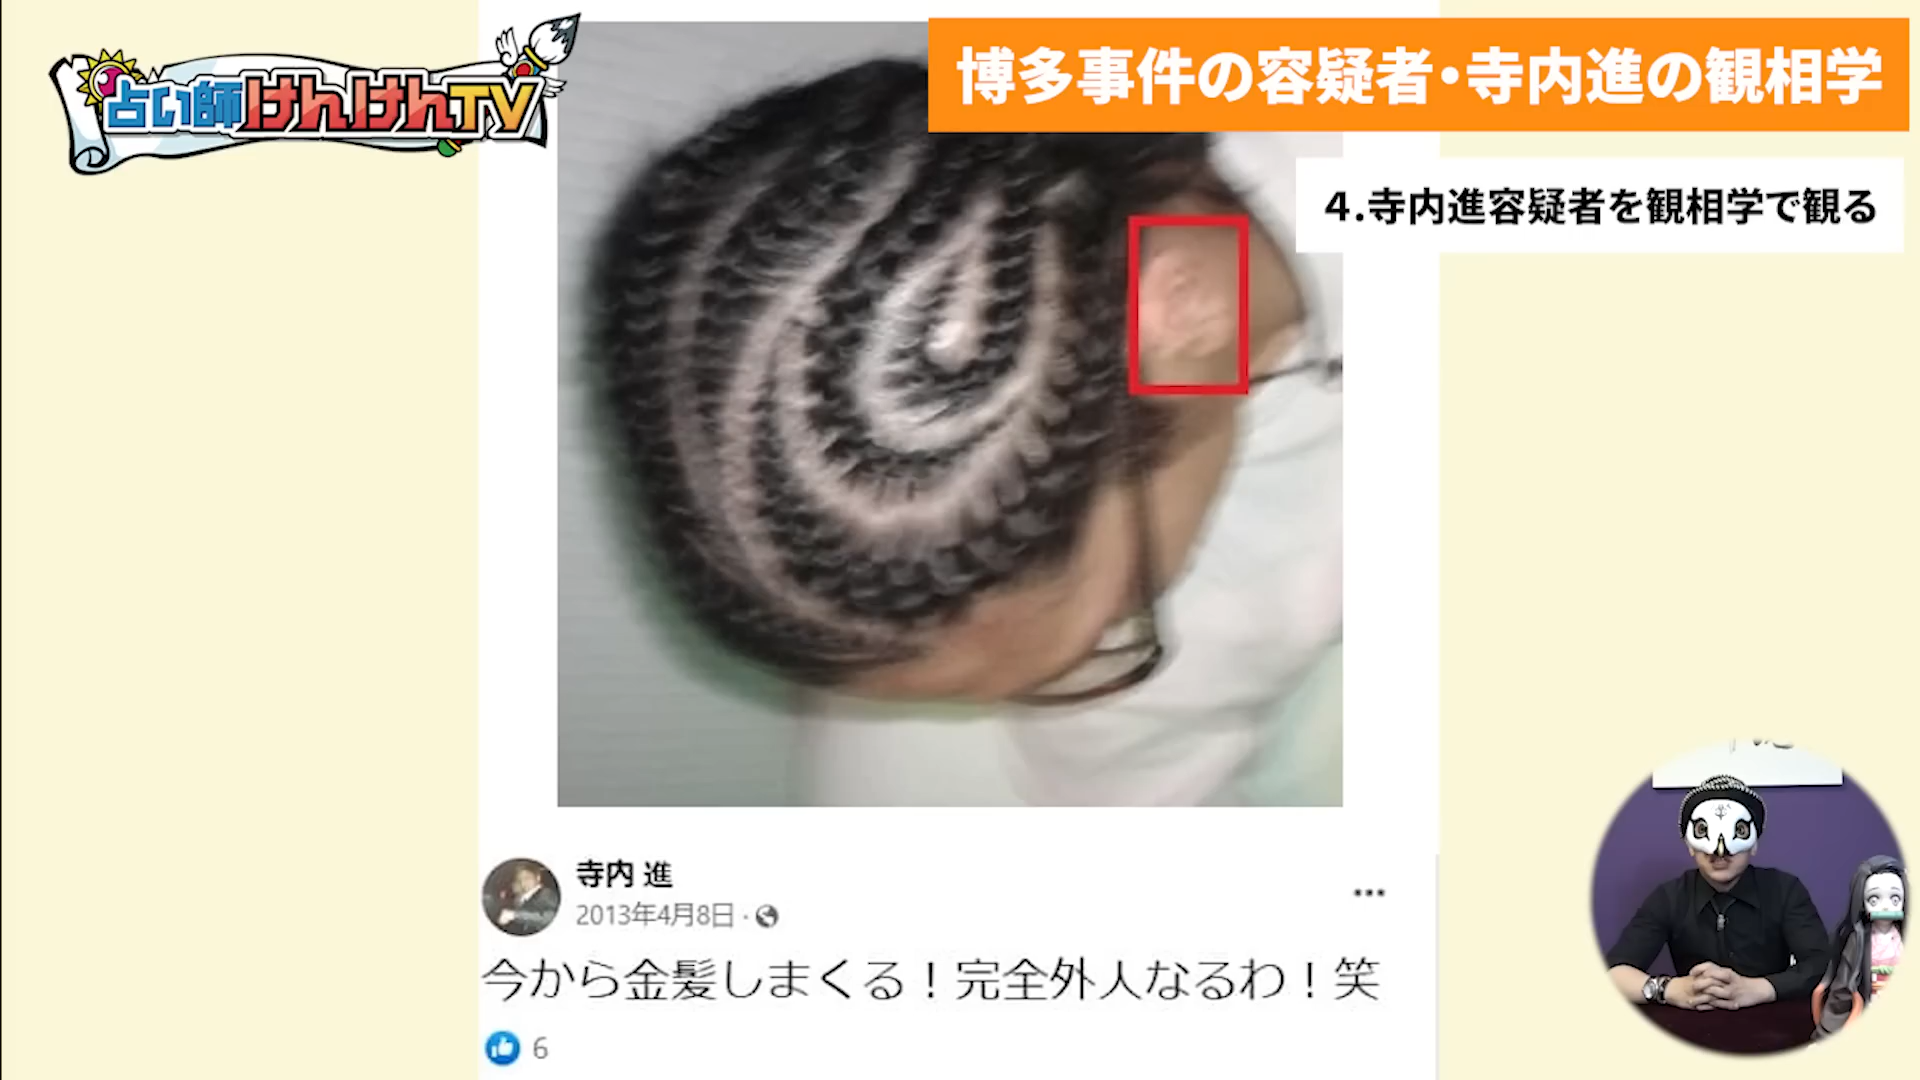 占い師けんけんTV
博多事件の容疑者・寺内進の観相学
4.寺内進容疑者を観相学で観る
寺内 進
2013年4月8日 ·
今から金髪しまくる！完全外人なるわ！笑
6